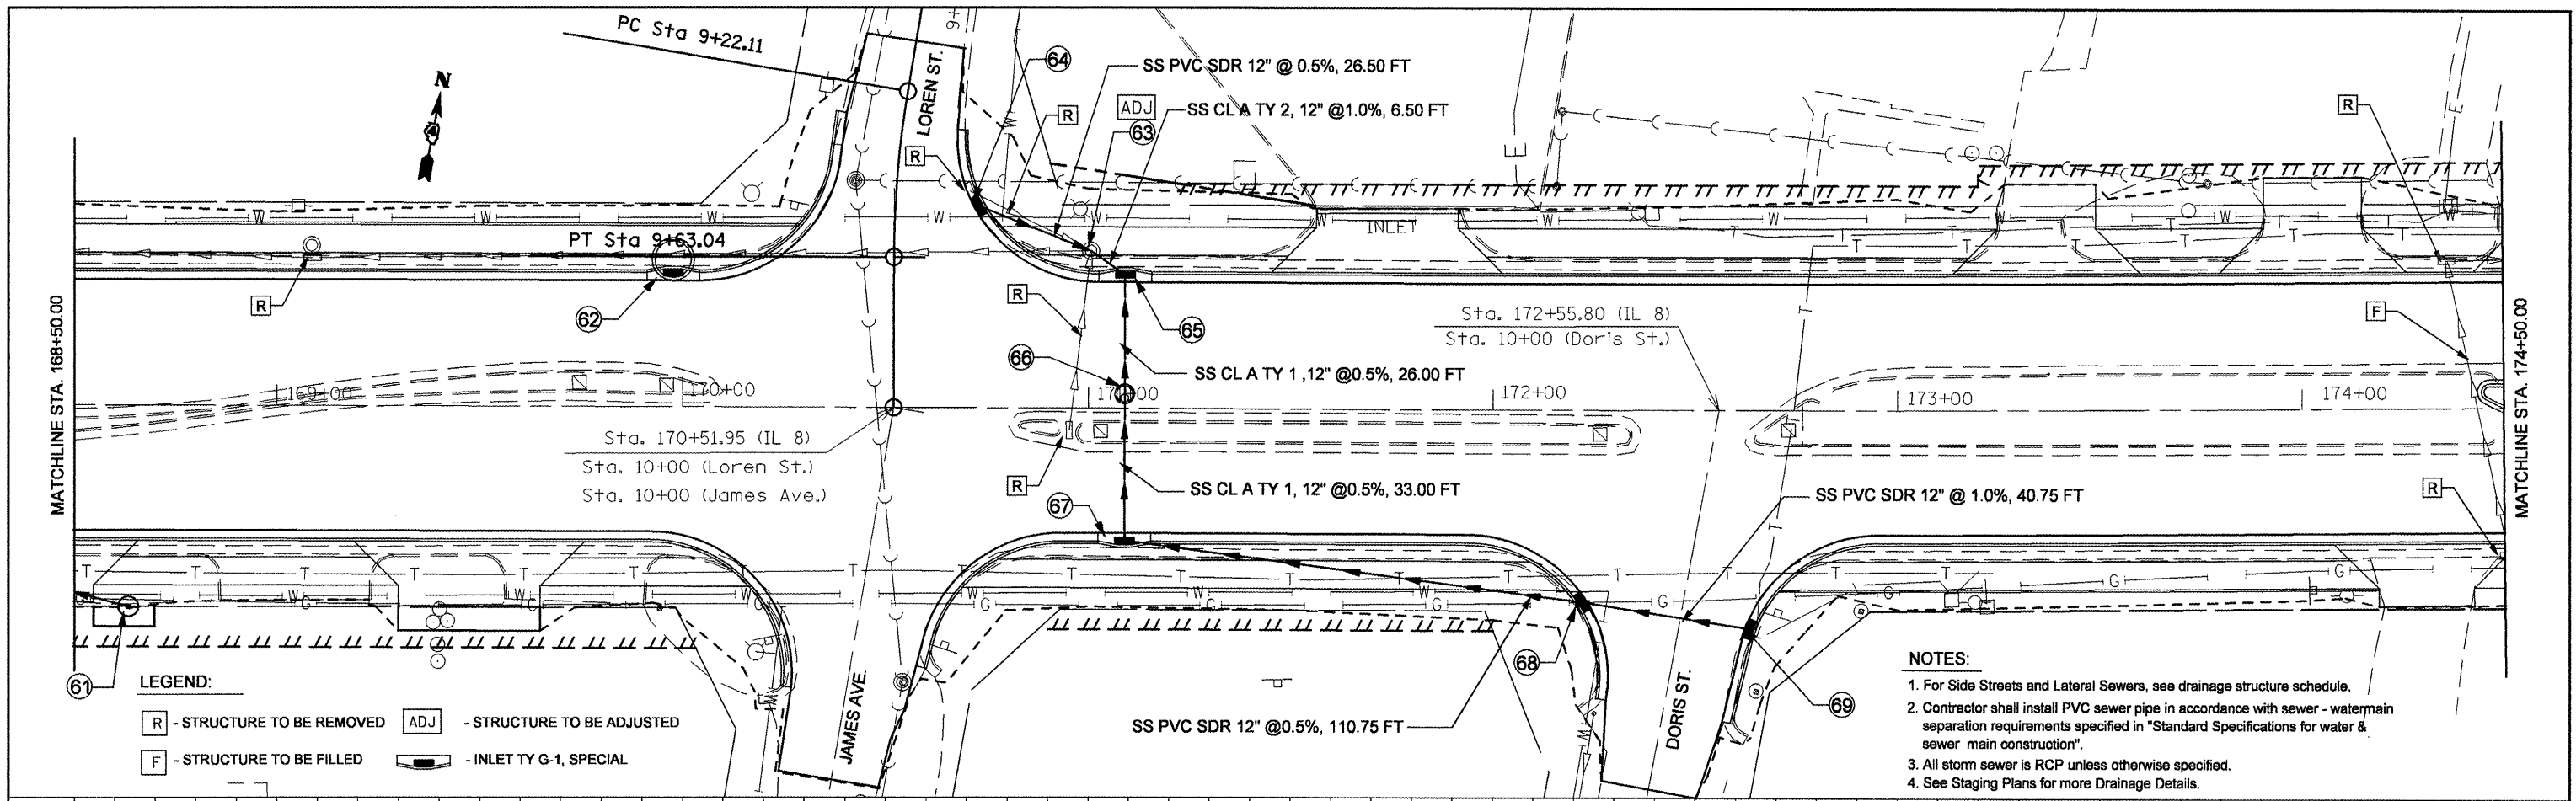 PC Sta 9+22.11
LOREN ST.
9+
N
64
SS PVC SDR 12" @ 0.5%, 26.50 FT
R
ADJ
63
SS CL A TY 2, 12" @1.0%, 6.50 FT
R
R
W
E
E
W W W W W W W W W W
INLET
T T T T T T T T
PT Sta 9+63.04
R
62
R
65
Sta. 172+55.80 (IL 8)
Sta. 10+00 (Doris St.)
F
66
SS CL A TY 1 ,12" @0.5%, 26.00 FT
MATCHLINE STA. 168+50.00
MATCHLINE STA. 174+50.00
169+00
170+00
172+00
173+00
174+00
Sta. 170+51.95 (IL 8)
Sta. 10+00 (Loren St.)
Sta. 10+00 (James Ave.)
R
SS CL A TY 1, 12" @0.5%, 33.00 FT
SS PVC SDR 12" @ 1.0%, 40.75 FT
R
67
T T T T T T T T T T T T
W W W W W
G G G G G G
61
68
69
JAMES AVE.
DORIS ST.
SS PVC SDR 12" @0.5%, 110.75 FT
LEGEND:
R - STRUCTURE TO BE REMOVED ADJ - STRUCTURE TO BE ADJUSTED
F - STRUCTURE TO BE FILLED - INLET TY G-1, SPECIAL
NOTES:
1. For Side Streets and Lateral Sewers, see drainage structure schedule.
2. Contractor shall install PVC sewer pipe in accordance with sewer - watermain
separation requirements specified in "Standard Specifications for water &
sewer main construction".
3. All storm sewer is RCP unless otherwise specified.
4. See Staging Plans for more Drainage Details.